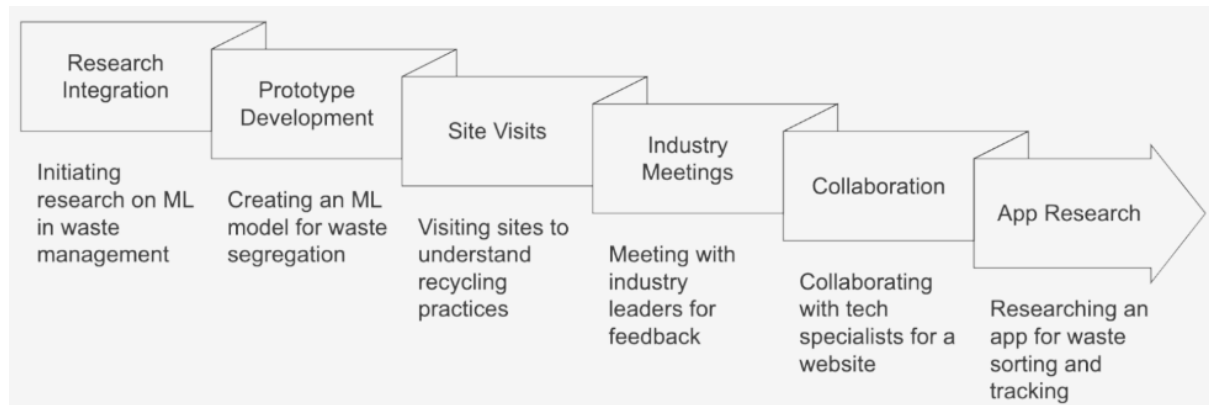 Research
Integration
Initiating
research on ML
in waste
management
Prototype
Development
Creating an ML
model for waste
segregation
Site Visits
Visiting sites to
understand
recycling
practices
Industry
Meetings
Meeting with
industry
leaders for
feedback
Collaboration
Collaborating
with tech
specialists for a
website
App Research
Researching an
app for waste
sorting and
tracking